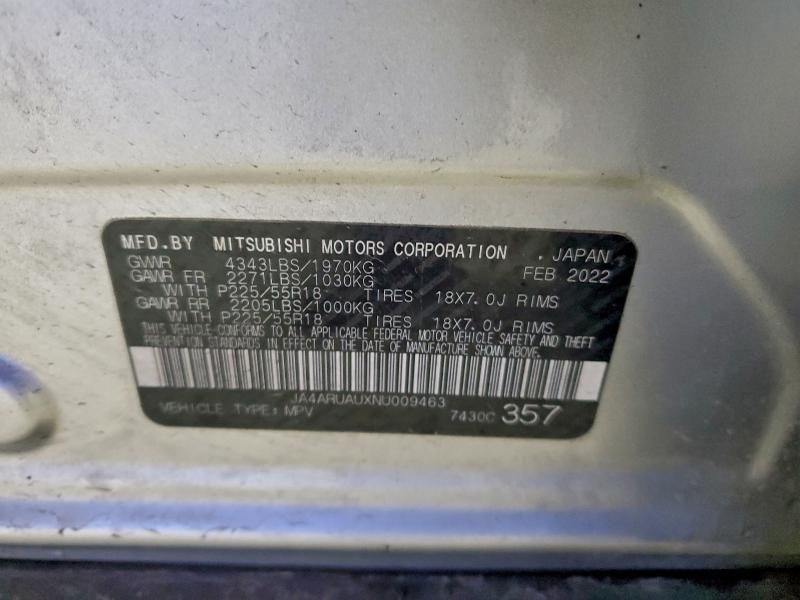 MFD.BY MITSUBISHI MOTORS CORPORATION , JAPAN
GVWR 4343LBS/1970KG FEB 2022
GAWR FR 2271LBS/1030KG
WITH P225/55R18 TIRES 18X7.0J RIMS
GAWR RR 2205LBS/1000KG
WITH P225/55R18 TIRES 18X7.0J RIMS
THIS VEHICLE CONFORMS TO ALL APPLICABLE FEDERAL MOTOR VEHICLE SAFETY AND THEFT
PREVENTION STANDARDS IN EFFECT ON THE DATE OF MANUFACTURE SHOWN ABOVE.
JA4ARUAUXNU009463
VEHICLE TYPE: MPV 7430C 357